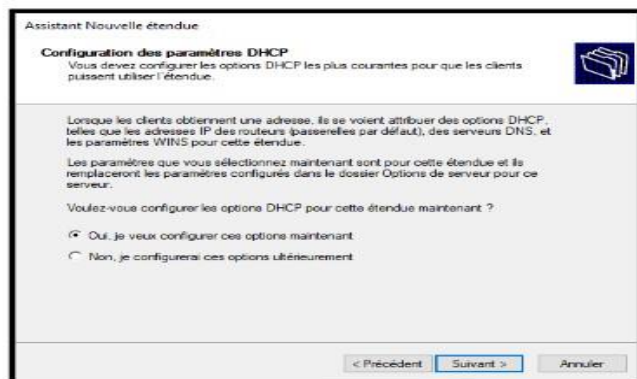 Assistant Nouvelle étendue
Configuration des paramètres DHCP
Vous devez configurer les options DHCP les plus courantes pour que les clients
puissent utiliser l'étendue.
Lorsque les clients obtiennent une adresse, ils se voient attribuer des options DHCP,
telles que les adresses IP des routeurs (passerelles par défaut), des serveurs DNS, et
les paramètres WINS pour cette étendue.
Les paramètres que vous sélectionnez maintenant sont pour cette étendue et ils
remplaceront les paramètres configurés dans le dossier Options de serveur pour ce
serveur.
Voulez-vous configurer les options DHCP pour cette étendue maintenant ?
Oui, je veux configurer ces options maintenant
Non, je configurerai ces options ultérieurement
< Précédent Suivant > Annuler